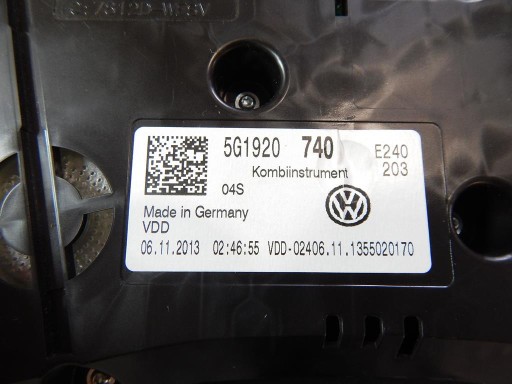 5G1920 740 E240
Kombiinstrument 203
04S
Made in Germany
VDD
06.11.2013 02:46:55 VDD-02406.11.1355020170